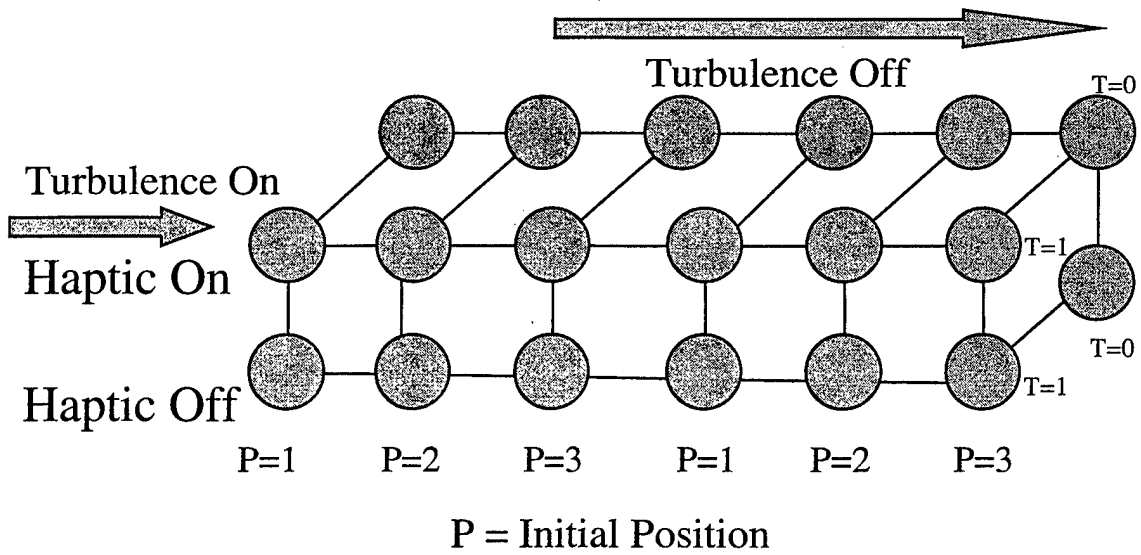 Turbulence Off
T=0
Turbulence On
Haptic On
T=1
T=0
Haptic Off
T=1
P=1 P=2 P=3 P=1 P=2 P=3
P = Initial Position